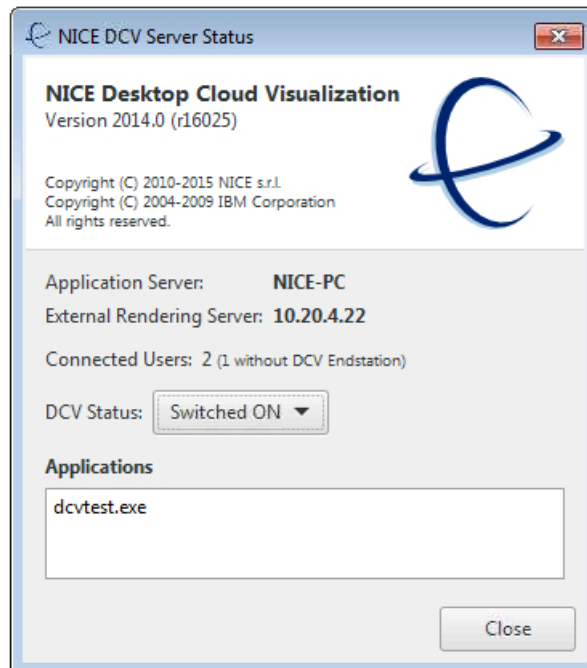 NICE DCV Server Status
NICE Desktop Cloud Visualization
Version 2014.0 (r16025)
Copyright (C) 2010-2015 NICE s.r.l.
Copyright (C) 2004-2009 IBM Corporation
All rights reserved.
Application Server: NICE-PC
External Rendering Server: 10.20.4.22
Connected Users: 2 (1 without DCV Endstation)
DCV Status: Switched ON
Applications
dcvtest.exe
Close